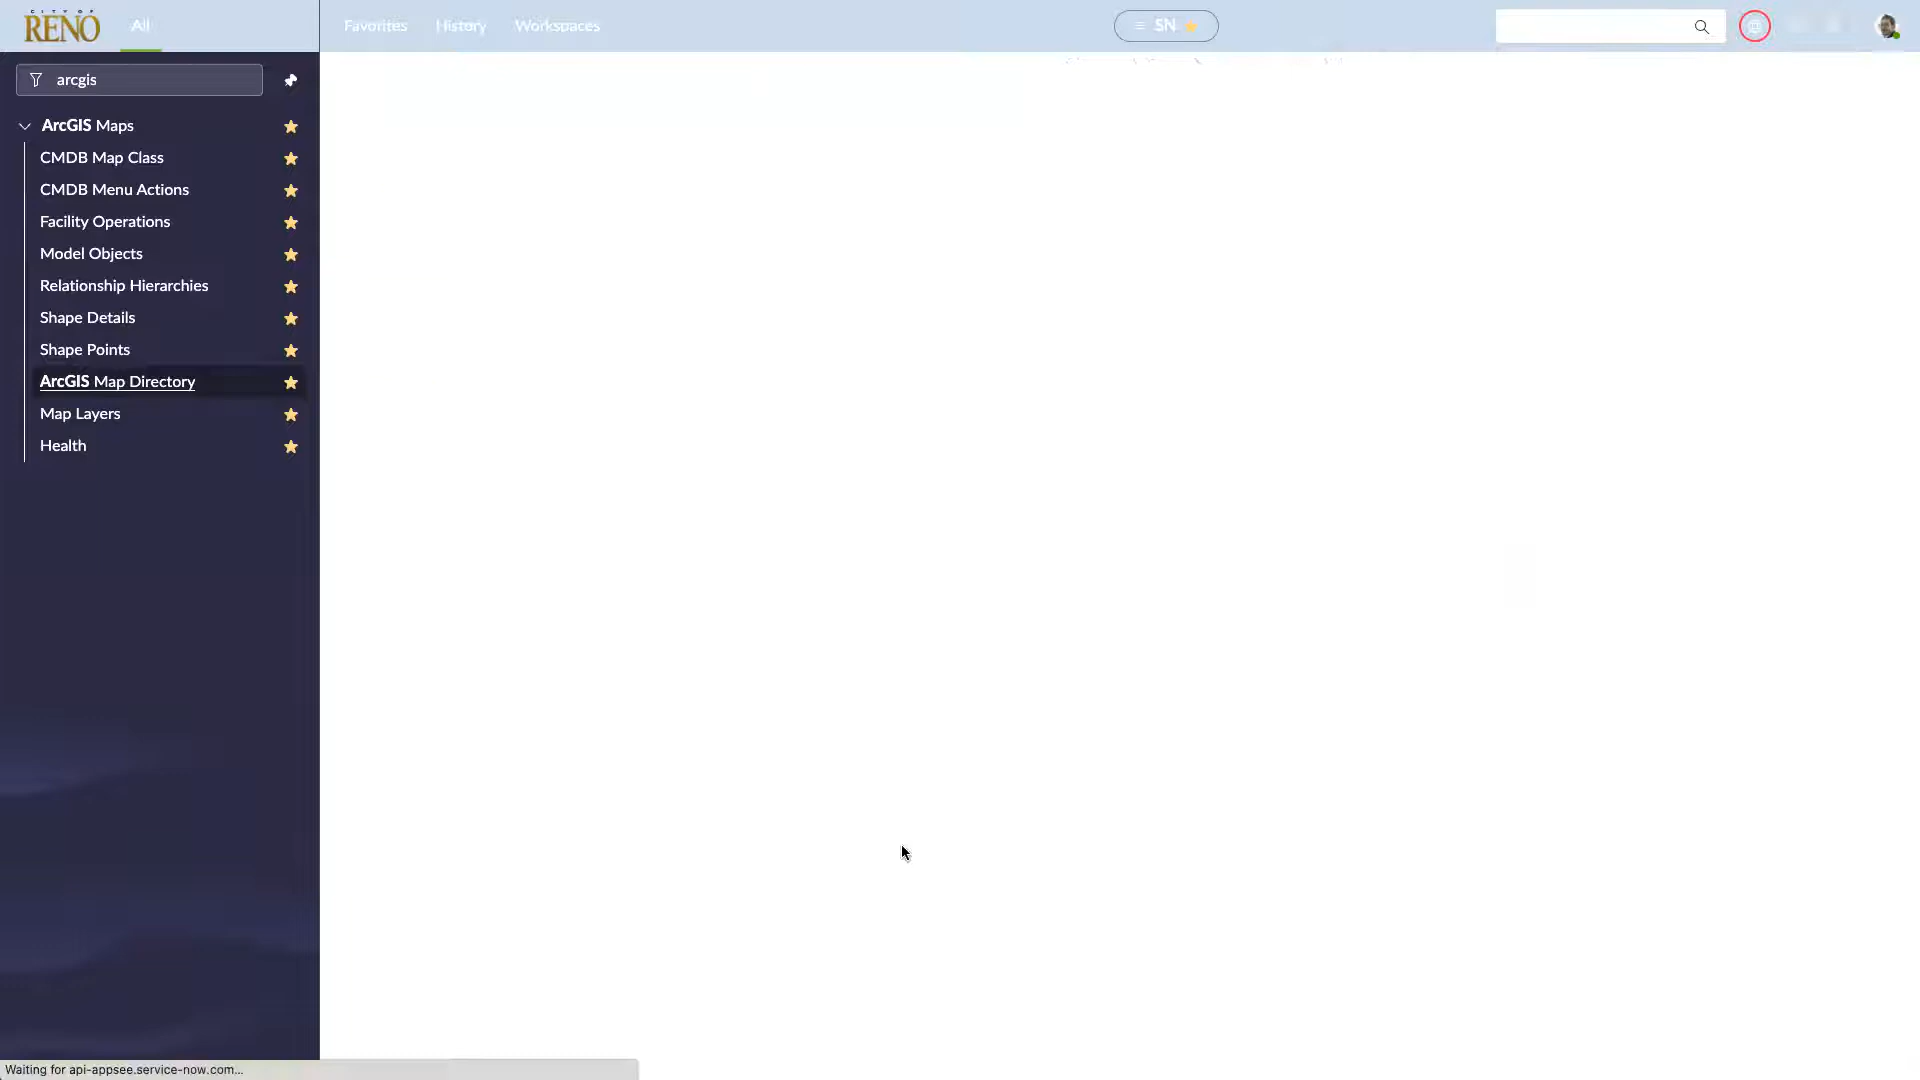 CITY OF
RENO
All
Favorites
History
Workspaces
SN
arcgis
ArcGIS Maps
CMDB Map Class
CMDB Menu Actions
Facility Operations
Model Objects
Relationship Hierarchies
Shape Details
Shape Points
ArcGIS Map Directory
Map Layers
Health
Waiting for api-appsee.service-now.com...